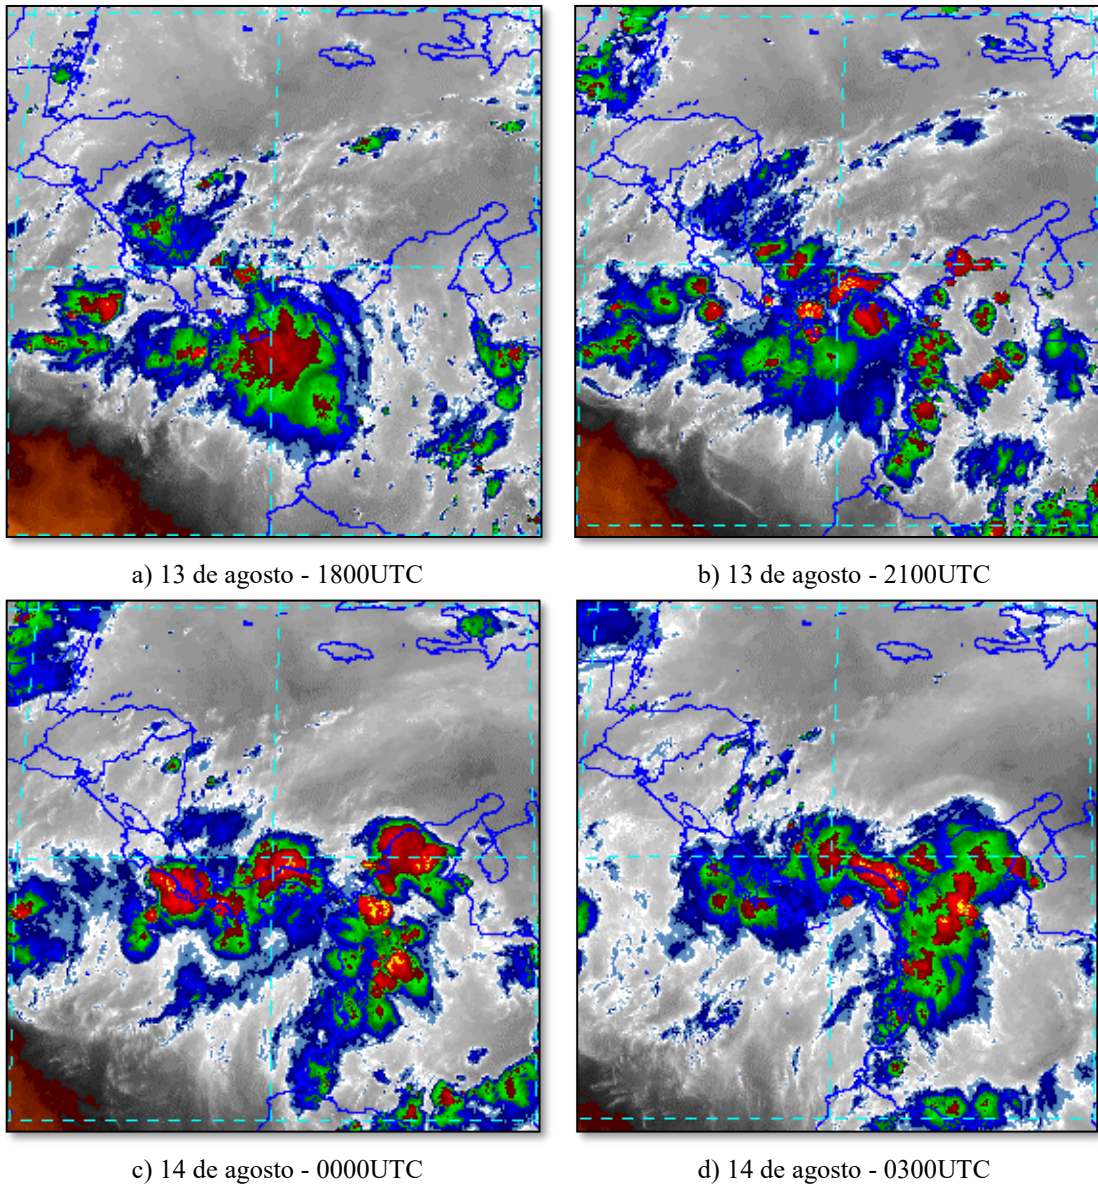 a) 13 de agosto - 1800UTC
b) 13 de agosto - 2100UTC
c) 14 de agosto - 0000UTC
d) 14 de agosto - 0300UTC